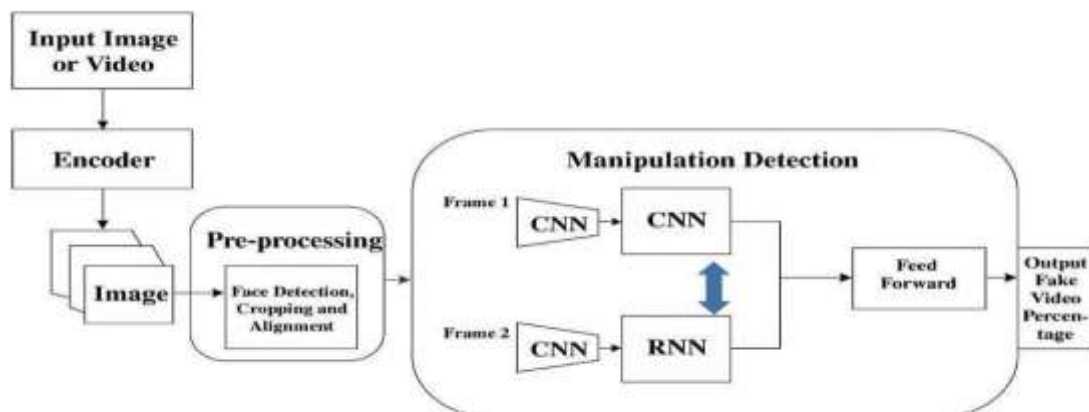 Input Image
or Video
Encoder
Image
Pre-processing
Face Detection,
Cropping and
Alignment
Manipulation Detection
Frame 1
CNN
CNN
Frame 2
CNN
RNN
Feed
Forward
Output
Fake
Video
Percen-
tage